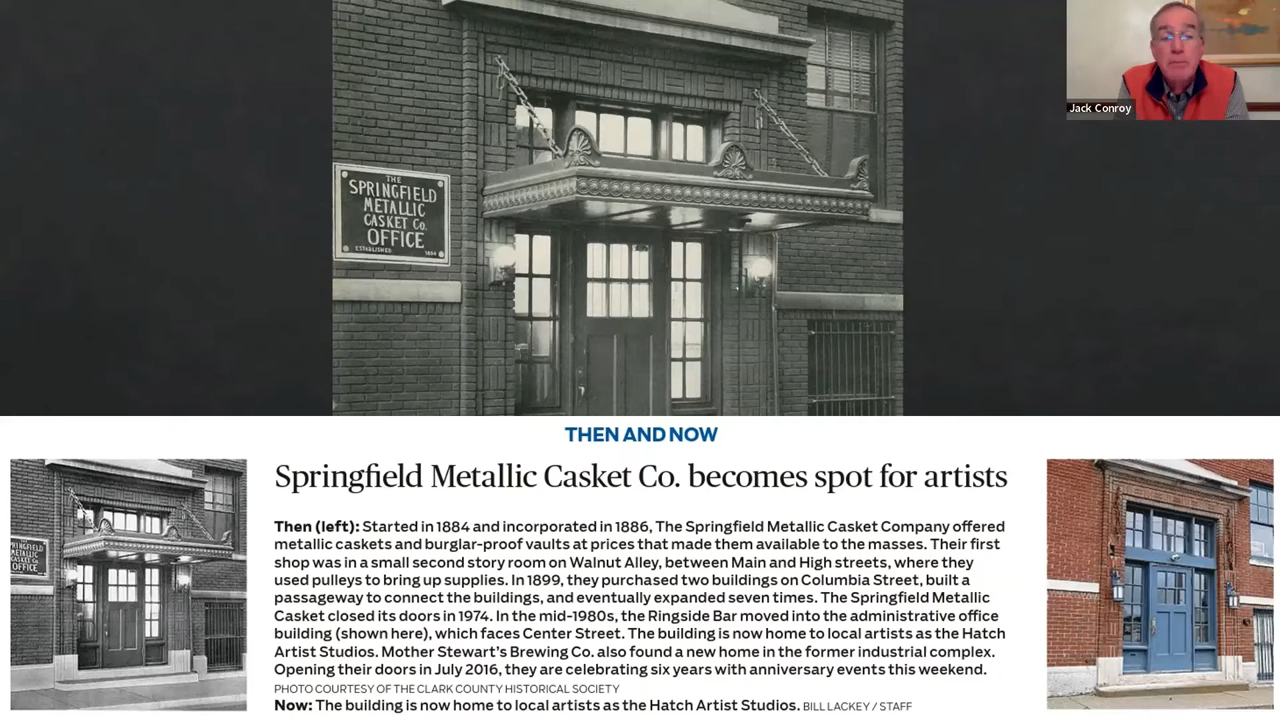 Jack Conroy
THE
SPRINGFIELD
METALLIC
CASKET Co.
OFFICE
ESTABLISHED 1884
THEN AND NOW
Springfield Metallic Casket Co. becomes spot for artists
Then (left): Started in 1884 and incorporated in 1886, The Springfield Metallic Casket Company offered
metallic caskets and burglar-proof vaults at prices that made them available to the masses. Their first
shop was in a small second story room on Walnut Alley, between Main and High streets, where they
used pulleys to bring up supplies. In 1899, they purchased two buildings on Columbia Street, built a
passageway to connect the buildings, and eventually expanded seven times. The Springfield Metallic
Casket closed its doors in 1974. In the mid-1980s, the Ringside Bar moved into the administrative office
building (shown here), which faces Center Street. The building is now home to local artists as the Hatch
Artist Studios. Mother Stewart's Brewing Co. also found a new home in the former industrial complex.
Opening their doors in July 2016, they are celebrating six years with anniversary events this weekend.
PHOTO COURTESY OF THE CLARK COUNTY HISTORICAL SOCIETY
Now: The building is now home to local artists as the Hatch Artist Studios. BILL LACKEY / STAFF
SPRINGFIELD
METALLIC
CASKET Co.
OFFICE